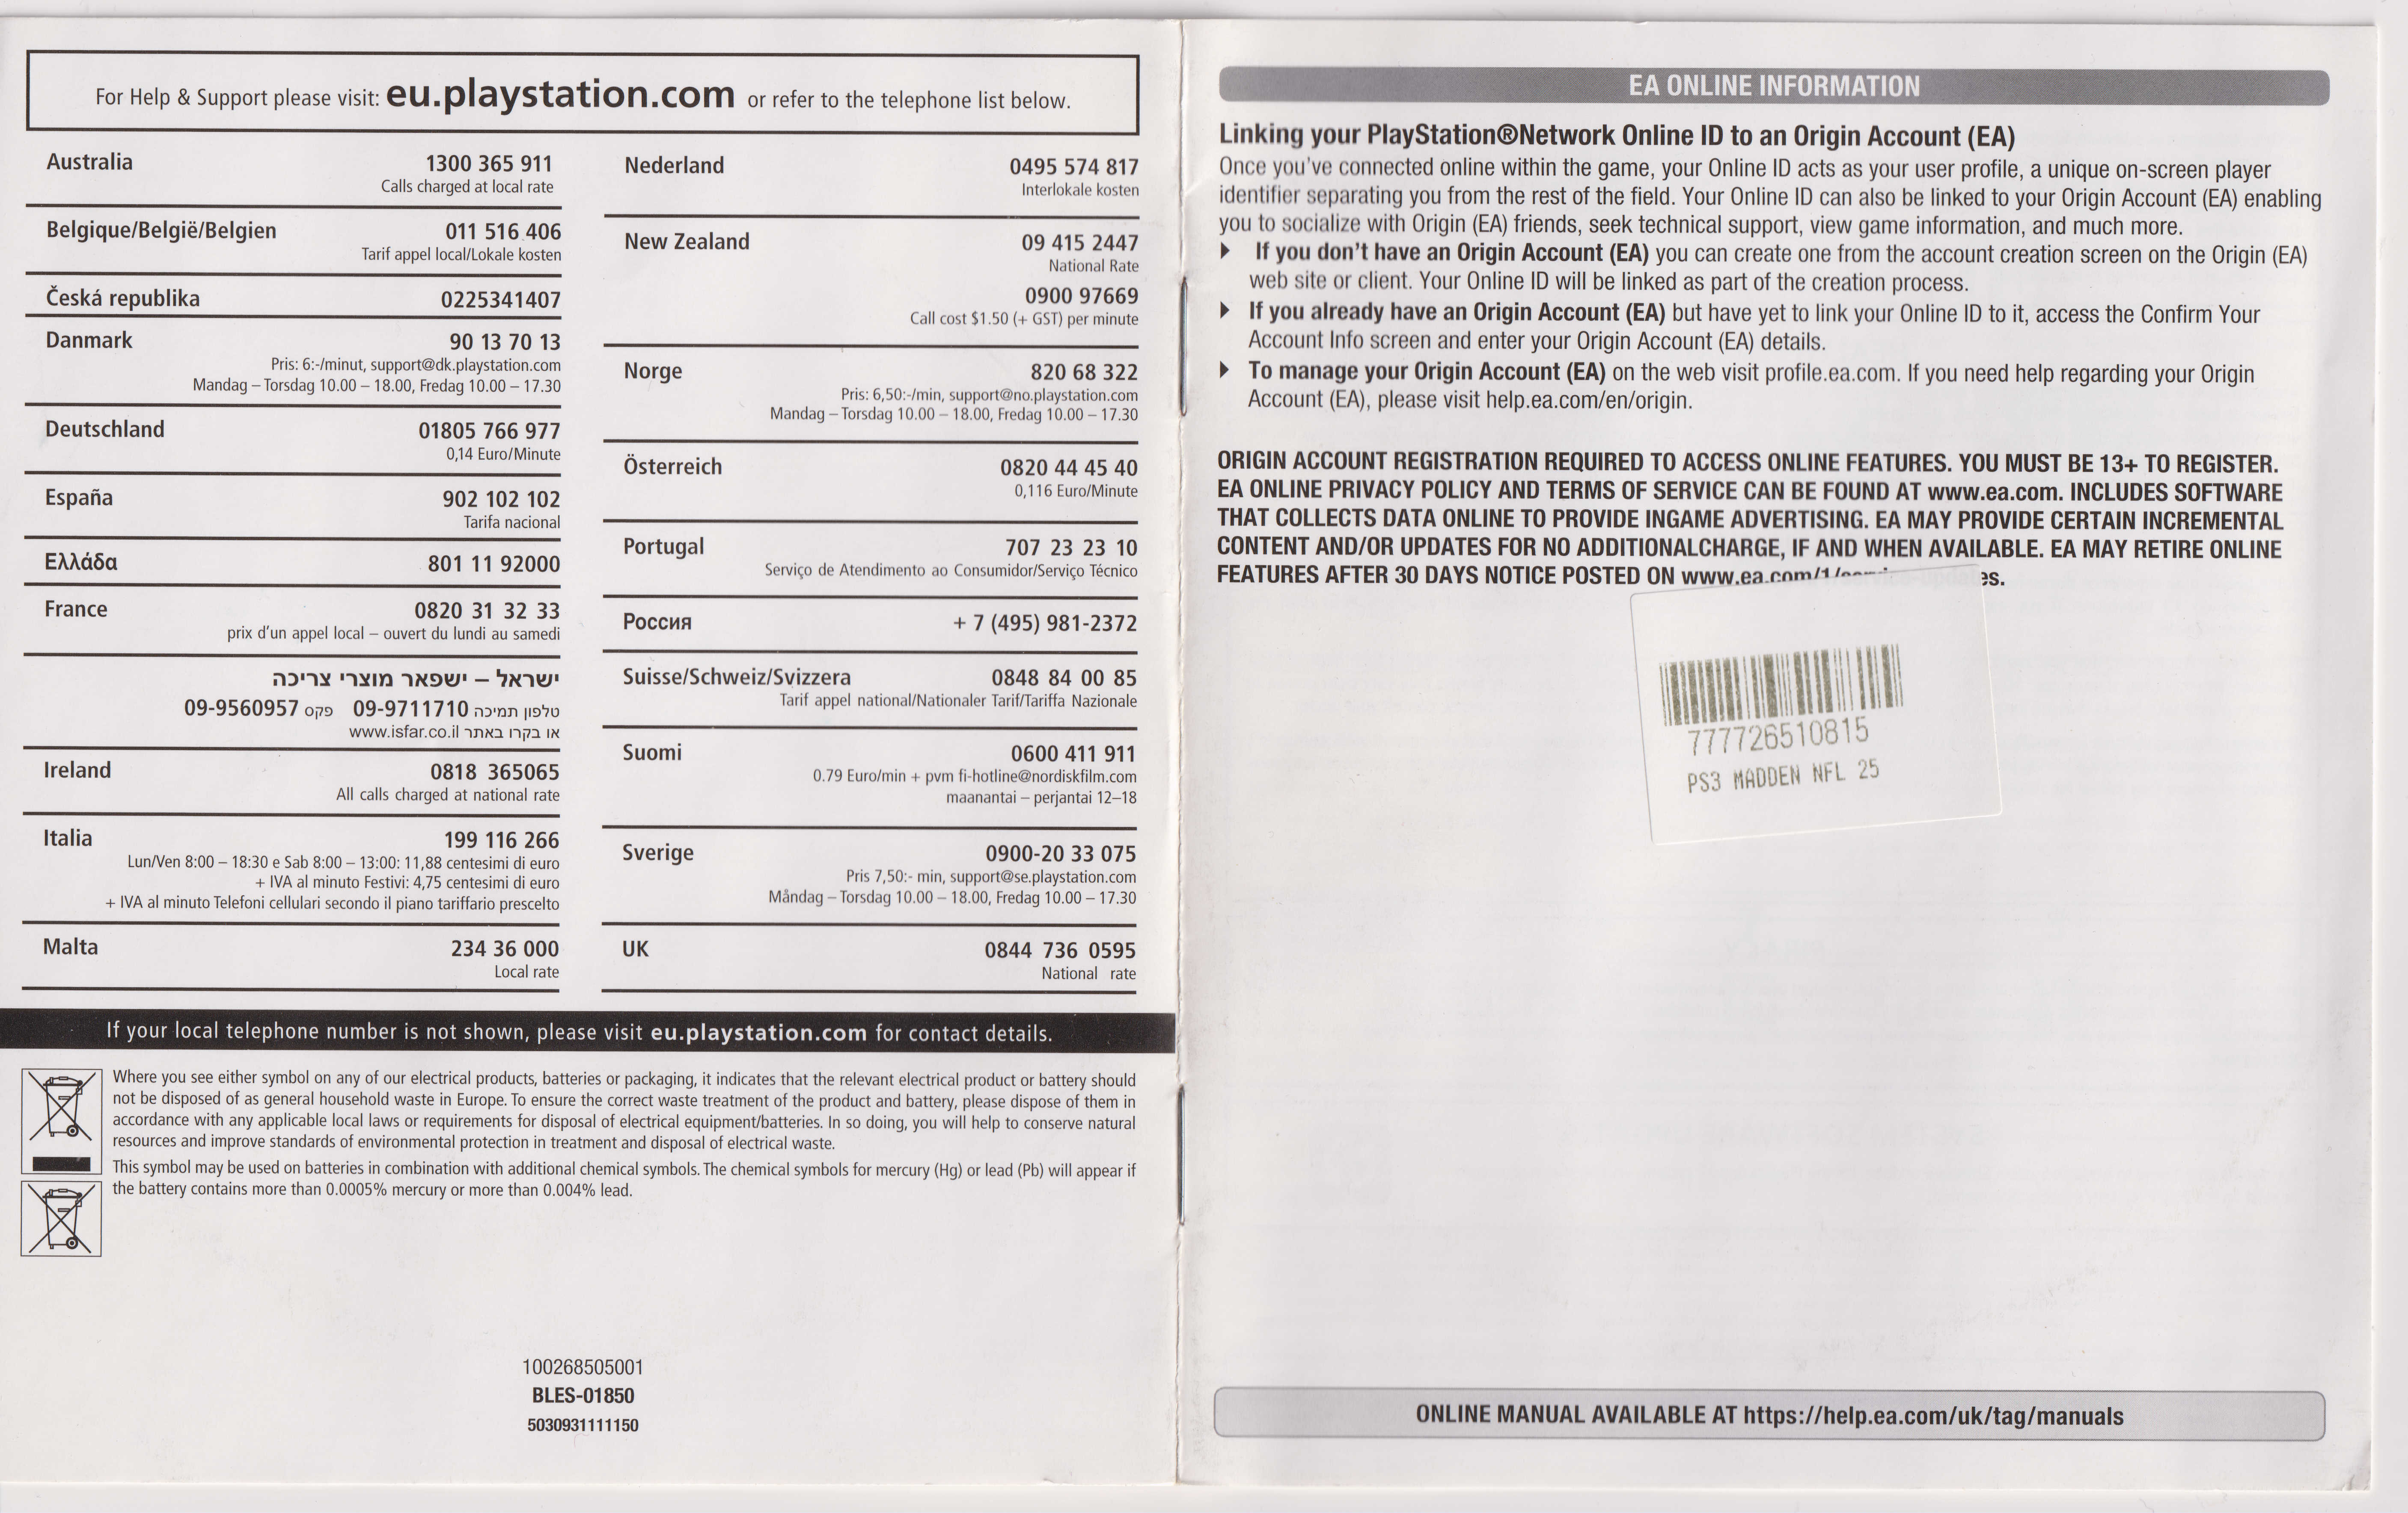 For Help & Support please visit: eu.playstation.com or refer to the telephone list below.
Australia 1300 365 911
Calls charged at local rate
Belgique/België/Belgien 011 516 406
Tarif appel local/Lokale kosten
Česká republika 0225341407
Danmark 90 13 70 13
Pris: 6:-/minut, support@dk.playstation.com
Mandag – Torsdag 10.00 – 18.00, Fredag 10.00 – 17.30
Deutschland 01805 766 977
0,14 Euro/Minute
España 902 102 102
Tarifa nacional
Ελλάδα 801 11 92000
France 0820 31 32 33
prix d'un appel local – ouvert du lundi au samedi
ישראל – ישפאר מוצרי צריכה
טלפון תמיכה 09-9711710 פקס 09-9560957
או בקרו באתר www.isfar.co.il
Ireland 0818 365065
All calls charged at national rate
Italia 199 116 266
Lun/Ven 8:00 – 18:30 e Sab 8:00 – 13:00: 11,88 centesimi di euro
+ IVA al minuto Festivi: 4,75 centesimi di euro
+ IVA al minuto Telefoni cellulari secondo il piano tariffario prescelto
Malta 234 36 000
Local rate
Nederland 0495 574 817
Interlokale kosten
New Zealand 09 415 2447
National Rate
0900 97669
Call cost $1.50 (+ GST) per minute
Norge 820 68 322
Pris: 6,50:-/min, support@no.playstation.com
Mandag – Torsdag 10.00 – 18.00, Fredag 10.00 – 17.30
Österreich 0820 44 45 40
0,116 Euro/Minute
Portugal 707 23 23 10
Serviço de Atendimento ao Consumidor/Serviço Técnico
Россия + 7 (495) 981-2372
Suisse/Schweiz/Svizzera 0848 84 00 85
Tarif appel national/Nationaler Tarif/Tariffa Nazionale
Suomi 0600 411 911
0.79 Euro/min + pvm fi-hotline@nordiskfilm.com
maanantai – perjantai 12–18
Sverige 0900-20 33 075
Pris 7,50:- min, support@se.playstation.com
Måndag – Torsdag 10.00 – 18.00, Fredag 10.00 – 17.30
UK 0844 736 0595
National rate
If your local telephone number is not shown, please visit eu.playstation.com for contact details.
Where you see either symbol on any of our electrical products, batteries or packaging, it indicates that the relevant electrical product or battery should
not be disposed of as general household waste in Europe. To ensure the correct waste treatment of the product and battery, please dispose of them in
accordance with any applicable local laws or requirements for disposal of electrical equipment/batteries. In so doing, you will help to conserve natural
resources and improve standards of environmental protection in treatment and disposal of electrical waste.
This symbol may be used on batteries in combination with additional chemical symbols. The chemical symbols for mercury (Hg) or lead (Pb) will appear if
the battery contains more than 0.0005% mercury or more than 0.004% lead.
100268505001
BLES-01850
5030931111150
EA ONLINE INFORMATION
Linking your PlayStation®Network Online ID to an Origin Account (EA)
Once you've connected online within the game, your Online ID acts as your user profile, a unique on-screen player
identifier separating you from the rest of the field. Your Online ID can also be linked to your Origin Account (EA) enabling
you to socialize with Origin (EA) friends, seek technical support, view game information, and much more.
If you don't have an Origin Account (EA) you can create one from the account creation screen on the Origin (EA)
web site or client. Your Online ID will be linked as part of the creation process.
If you already have an Origin Account (EA) but have yet to link your Online ID to it, access the Confirm Your
Account Info screen and enter your Origin Account (EA) details.
To manage your Origin Account (EA) on the web visit profile.ea.com. If you need help regarding your Origin
Account (EA), please visit help.ea.com/en/origin.
ORIGIN ACCOUNT REGISTRATION REQUIRED TO ACCESS ONLINE FEATURES. YOU MUST BE 13+ TO REGISTER.
EA ONLINE PRIVACY POLICY AND TERMS OF SERVICE CAN BE FOUND AT www.ea.com. INCLUDES SOFTWARE
THAT COLLECTS DATA ONLINE TO PROVIDE INGAME ADVERTISING. EA MAY PROVIDE CERTAIN INCREMENTAL
CONTENT AND/OR UPDATES FOR NO ADDITIONALCHARGE, IF AND WHEN AVAILABLE. EA MAY RETIRE ONLINE
FEATURES AFTER 30 DAYS NOTICE POSTED ON www.ea.com/1/service-updates.
777726510815
PS3 MADDEN NFL 25
ONLINE MANUAL AVAILABLE AT https://help.ea.com/uk/tag/manuals